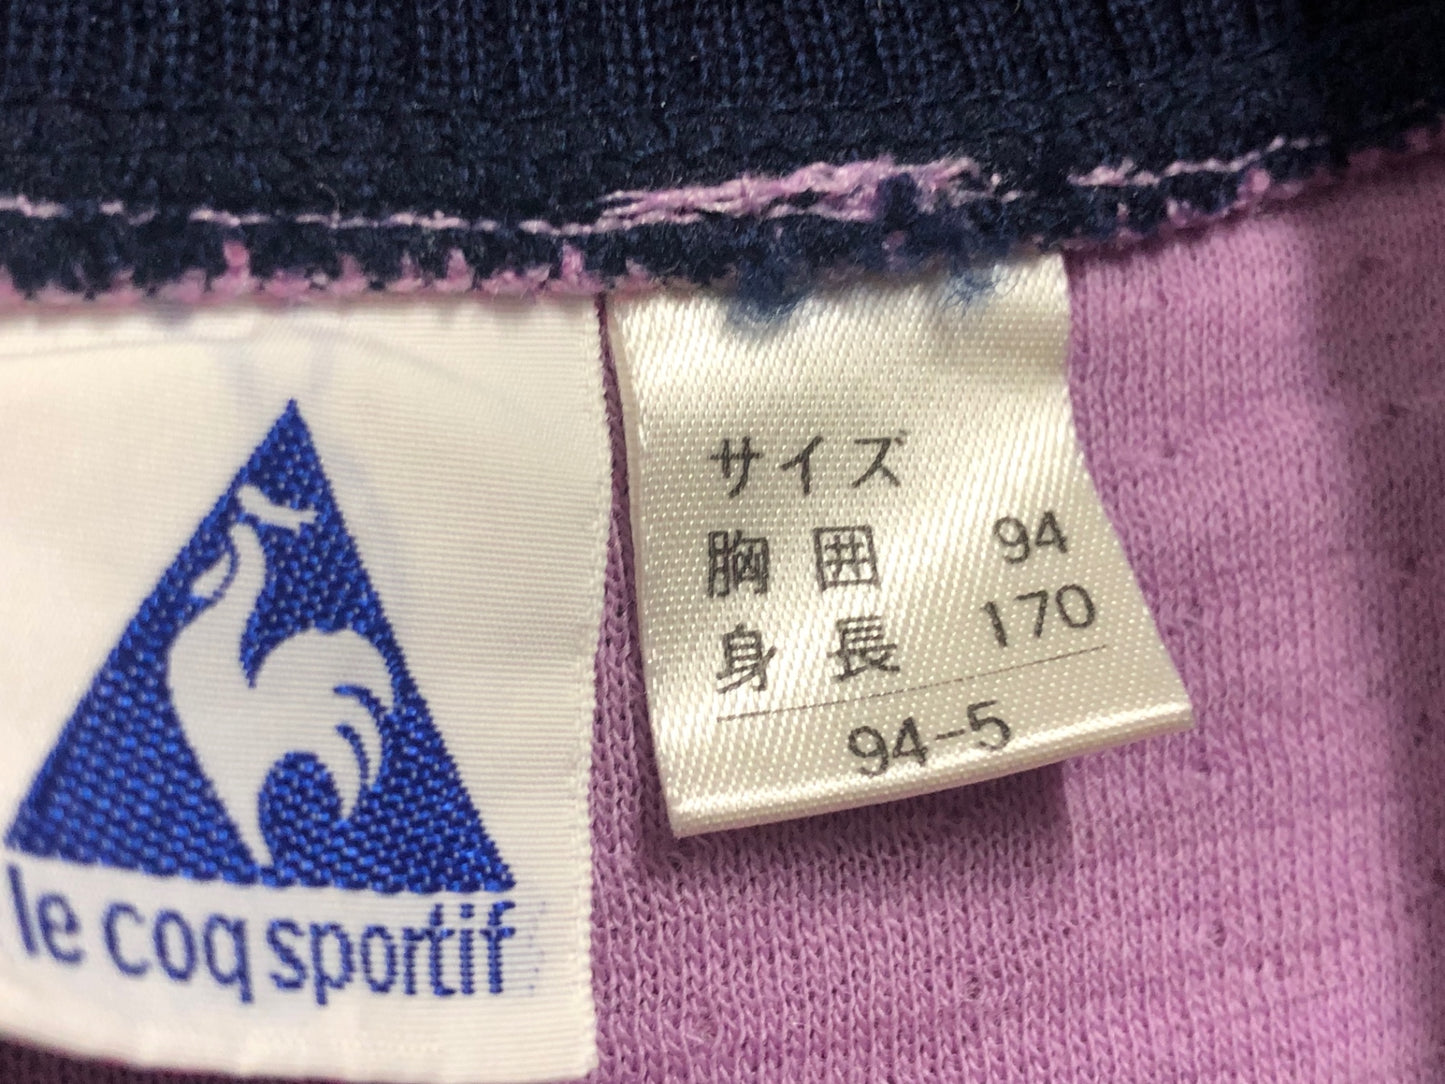 le coq sportif
サイズ
胸囲 94
身長 170
94-5